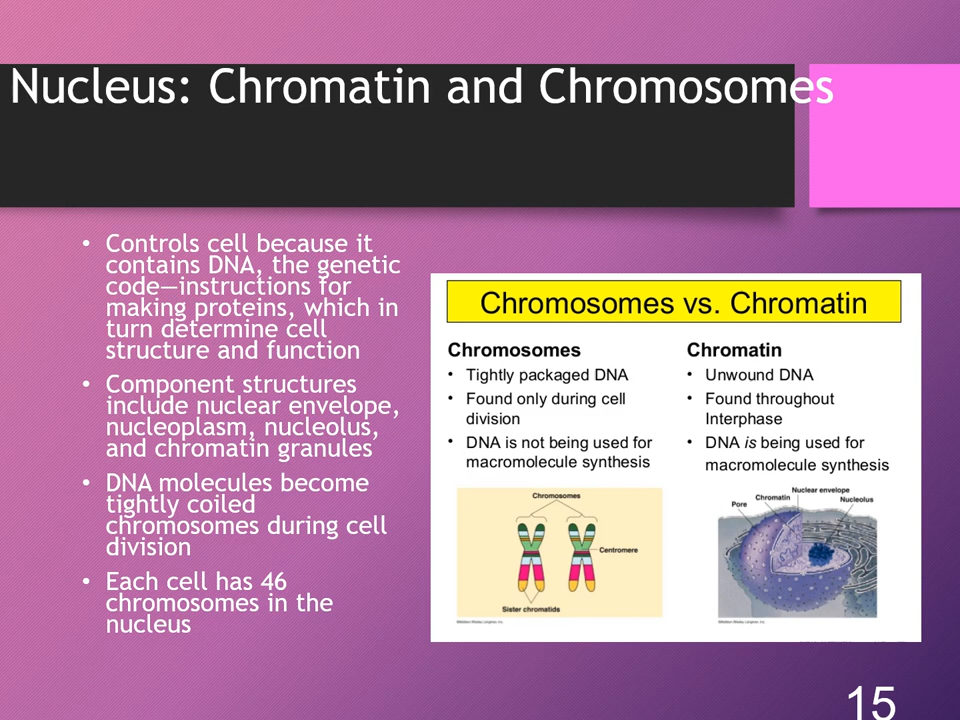 Nucleus: Chromatin and Chromosomes
• Controls cell because it
contains DNA, the genetic
code—instructions for
making proteins, which in
turn determine cell
structure and function
• Component structures
include nuclear envelope,
nucleoplasm, nucleolus,
and chromatin granules
• DNA molecules become
tightly coiled
chromosomes during cell
division
• Each cell has 46
chromosomes in the
nucleus
Chromosomes vs. Chromatin
Chromosomes
• Tightly packaged DNA
• Found only during cell
division
• DNA is not being used for
macromolecule synthesis
Chromosomes
Centromere
Sister chromatids
Chromatin
• Unwound DNA
• Found throughout
Interphase
• DNA is being used for
macromolecule synthesis
Nuclear envelope
Chromatin
Nucleolus
Pore
15